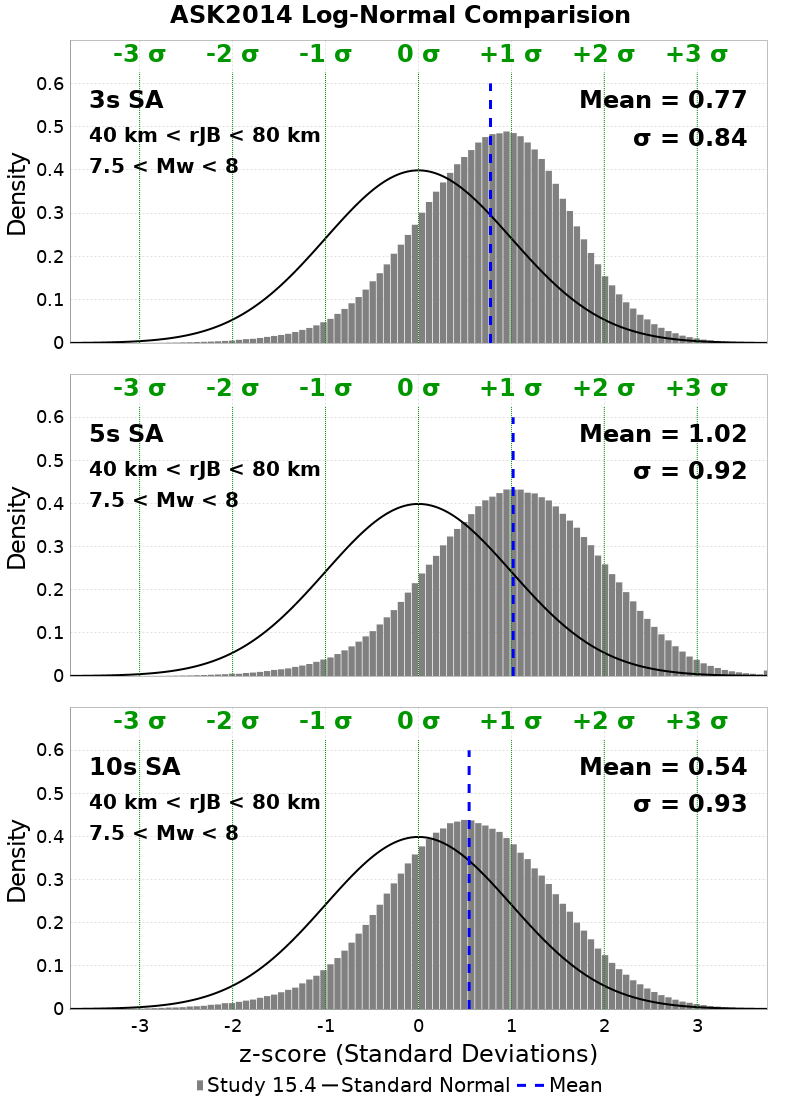 ASK2014 Log-Normal Comparision
-3 σ -2 σ -1 σ 0 σ +1 σ +2 σ +3 σ
3s SA
40 km < rJB < 80 km
7.5 < Mw < 8
Mean = 0.77
σ = 0.84
0.6
0.5
0.4
0.3
0.2
0.1
0
Density
-3 σ -2 σ -1 σ 0 σ +1 σ +2 σ +3 σ
5s SA
40 km < rJB < 80 km
7.5 < Mw < 8
Mean = 1.02
σ = 0.92
0.6
0.5
0.4
0.3
0.2
0.1
0
Density
-3 σ -2 σ -1 σ 0 σ +1 σ +2 σ +3 σ
10s SA
40 km < rJB < 80 km
7.5 < Mw < 8
Mean = 0.54
σ = 0.93
0.6
0.5
0.4
0.3
0.2
0.1
0
Density
-3 -2 -1 0 1 2 3
z-score (Standard Deviations)
Study 15.4 Standard Normal Mean